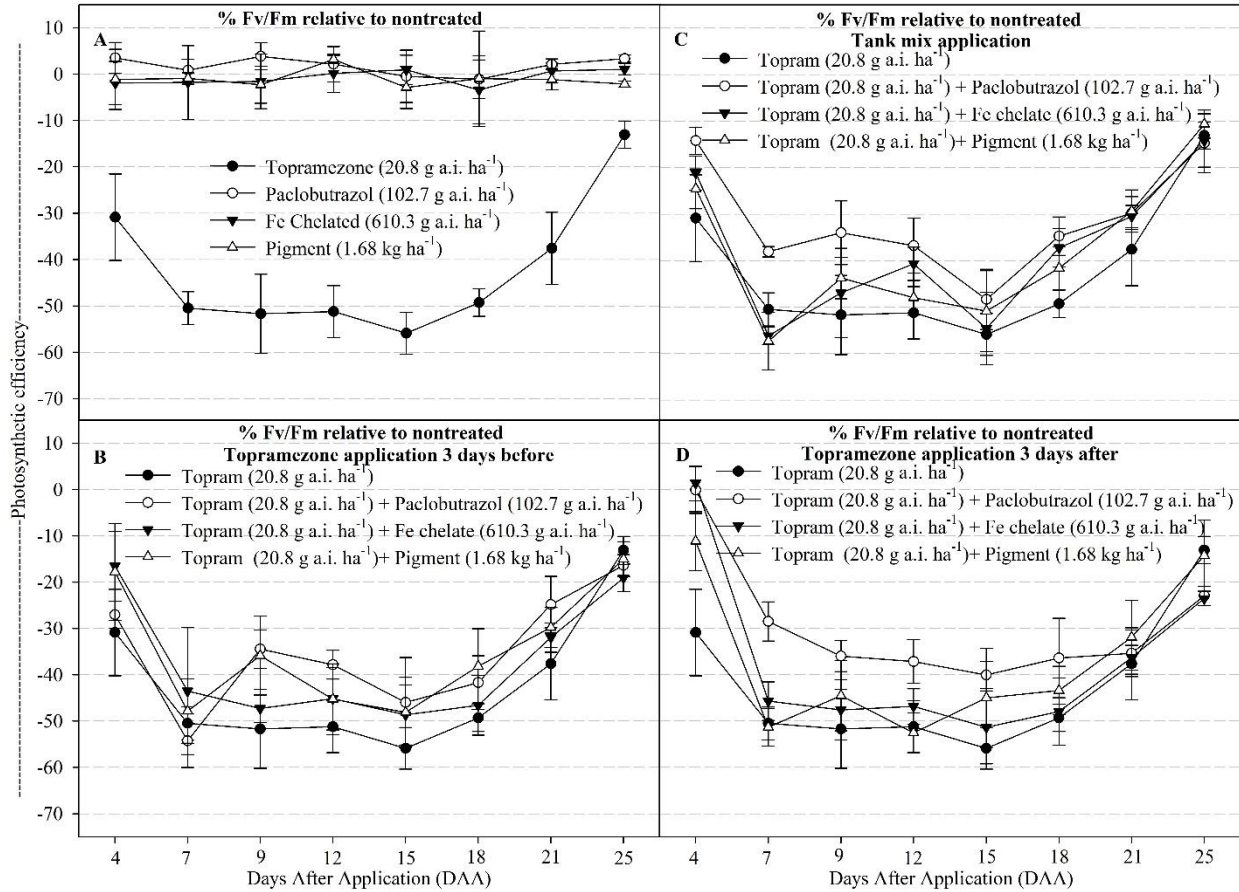 % Fv/Fm relative to nontreated
A
Topramezone (20.8 g a.i. ha⁻¹)
Paclobutrazol (102.7 g a.i. ha⁻¹)
Fe Chelated (610.3 g a.i. ha⁻¹)
Pigment (1.68 kg ha⁻¹)
10
0
-10
-20
-30
-40
-50
-60
-70
% Fv/Fm relative to nontreated
Tank mix application
C
Topram (20.8 g a.i. ha⁻¹)
Topram (20.8 g a.i. ha⁻¹) + Paclobutrazol (102.7 g a.i. ha⁻¹)
Topram (20.8 g a.i. ha⁻¹) + Fe chelate (610.3 g a.i. ha⁻¹)
Topram (20.8 g a.i. ha⁻¹)+ Pigment (1.68 kg ha⁻¹)
----Photosynthetic efficiency----
% Fv/Fm relative to nontreated
Topramezone application 3 days before
B
Topram (20.8 g a.i. ha⁻¹)
Topram (20.8 g a.i. ha⁻¹) + Paclobutrazol (102.7 g a.i. ha⁻¹)
Topram (20.8 g a.i. ha⁻¹) + Fe chelate (610.3 g a.i. ha⁻¹)
Topram (20.8 g a.i. ha⁻¹)+ Pigment (1.68 kg ha⁻¹)
10
0
-10
-20
-30
-40
-50
-60
-70
4 7 9 12 15 18 21 25
Days After Application (DAA)
% Fv/Fm relative to nontreated
Topramezone application 3 days after
D
Topram (20.8 g a.i. ha⁻¹)
Topram (20.8 g a.i. ha⁻¹) + Paclobutrazol (102.7 g a.i. ha⁻¹)
Topram (20.8 g a.i. ha⁻¹) + Fe chelate (610.3 g a.i. ha⁻¹)
Topram (20.8 g a.i. ha⁻¹)+ Pigment (1.68 kg ha⁻¹)
4 7 9 12 15 18 21 25
Days After Application (DAA)